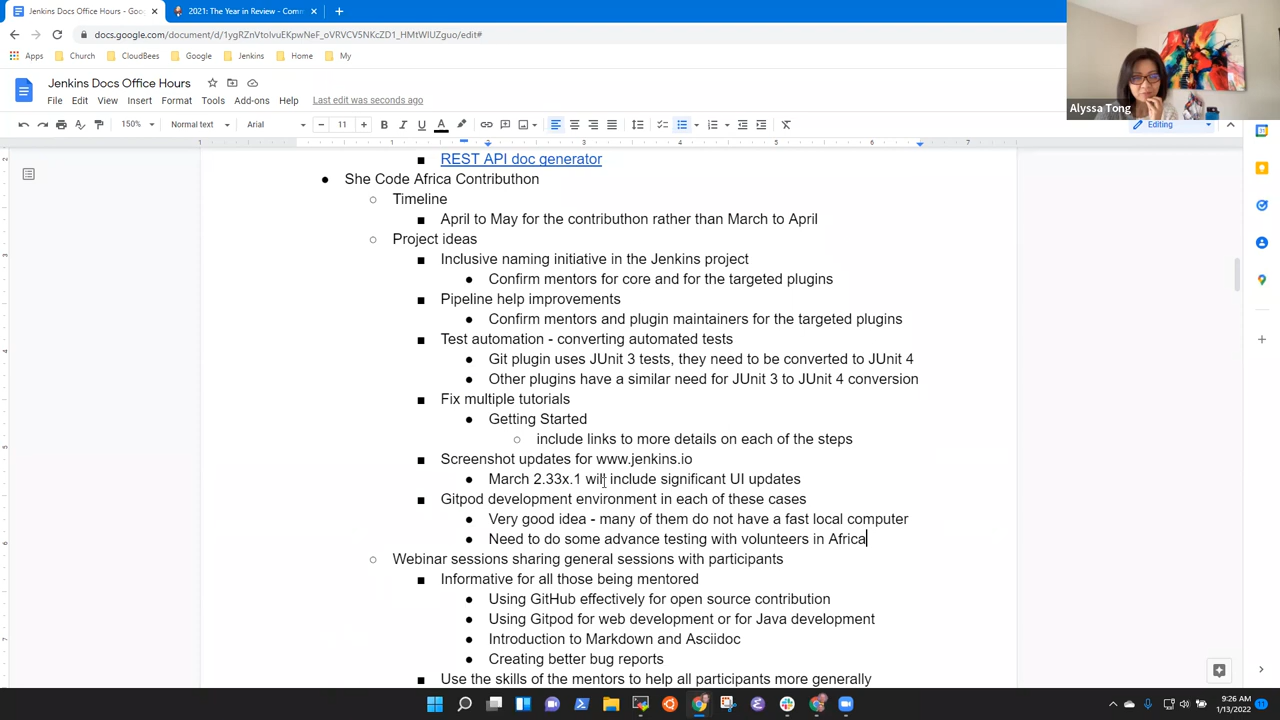 Jenkins Docs Office Hours - Goo
2021: The Year in Review - Comm
docs.google.com/document/d/1ygRZnVtoIvuEKpwNeF_oVRVCV5NKcZD1_HMtWIUZguo/edit#
Apps Church CloudBees Google Jenkins Home My
Jenkins Docs Office Hours
File Edit View Insert Format Tools Add-ons Help Last edit was seconds ago
150% Normal text Arial 11 Editing
Alyssa Tong
REST API doc generator
She Code Africa Contributhon
Timeline
April to May for the contributhon rather than March to April
Project ideas
Inclusive naming initiative in the Jenkins project
Confirm mentors for core and for the targeted plugins
Pipeline help improvements
Confirm mentors and plugin maintainers for the targeted plugins
Test automation - converting automated tests
Git plugin uses JUnit 3 tests, they need to be converted to JUnit 4
Other plugins have a similar need for JUnit 3 to JUnit 4 conversion
Fix multiple tutorials
Getting Started
include links to more details on each of the steps
Screenshot updates for www.jenkins.io
March 2.33x.1 will include significant UI updates
Gitpod development environment in each of these cases
Very good idea - many of them do not have a fast local computer
Need to do some advance testing with volunteers in Africa
Webinar sessions sharing general sessions with participants
Informative for all those being mentored
Using GitHub effectively for open source contribution
Using Gitpod for web development or for Java development
Introduction to Markdown and Asciidoc
Creating better bug reports
Use the skills of the mentors to help all participants more generally
9:26 AM
1/13/2022